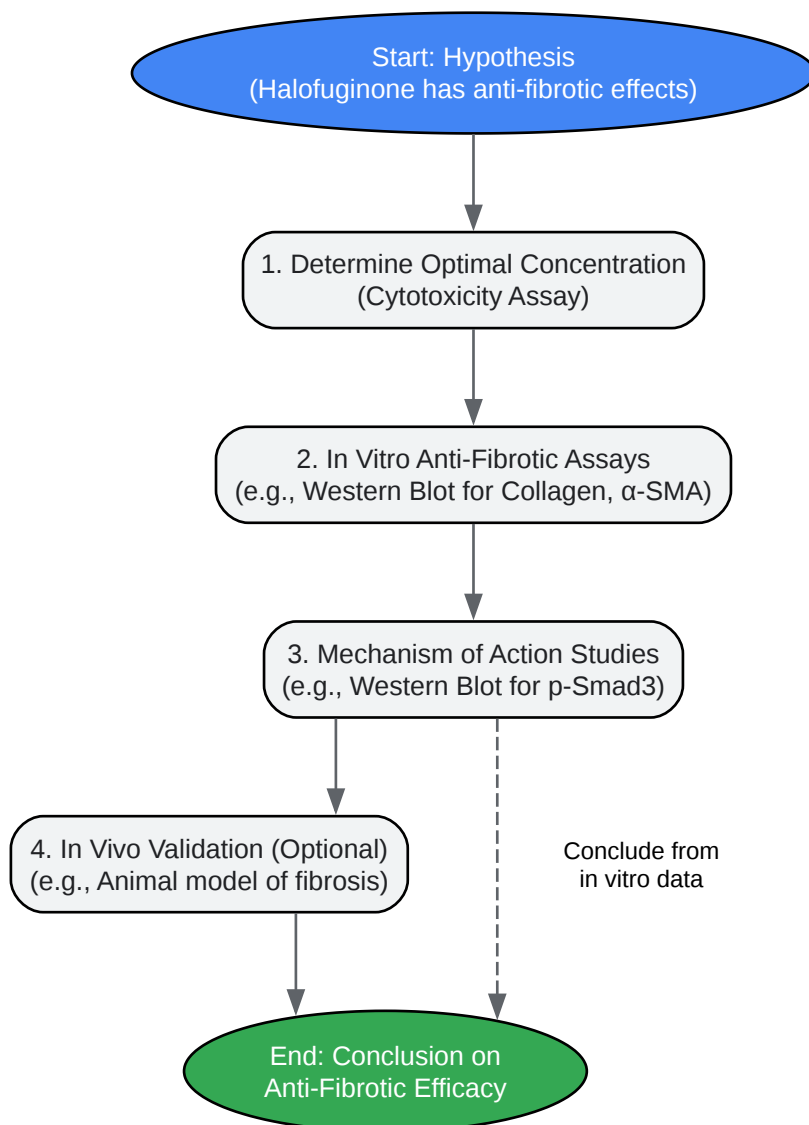 Start: Hypothesis
(Halofuginone has anti-fibrotic effects)
1. Determine Optimal Concentration
(Cytotoxicity Assay)
2. In Vitro Anti-Fibrotic Assays
(e.g., Western Blot for Collagen, α-SMA)
3. Mechanism of Action Studies
(e.g., Western Blot for p-Smad3)
4. In Vivo Validation (Optional)
(e.g., Animal model of fibrosis)
Conclude from
in vitro data
End: Conclusion on
Anti-Fibrotic Efficacy